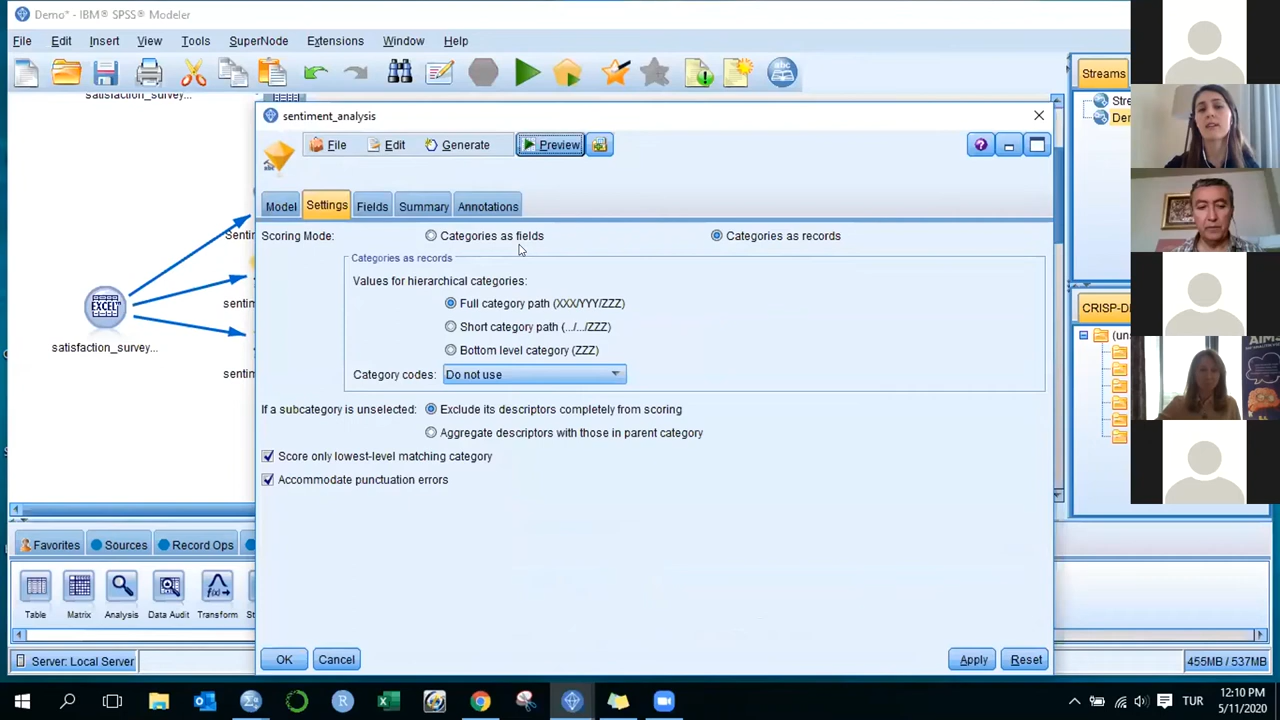 Demo* - IBM® SPSS® Modeler
File Edit Insert View Tools SuperNode Extensions Window Help
Streams
satisfaction_survey...
sentiment_analysis
File Edit Generate Preview
Model Settings Fields Summary Annotations
Scoring Mode: Categories as fields Categories as records
Categories as records
Values for hierarchical categories:
Full category path (XXX/YYY/ZZZ)
Short category path (.../.../ZZZ)
Bottom level category (ZZZ)
Category codes: Do not use
If a subcategory is unselected: Exclude its descriptors completely from scoring
Aggregate descriptors with those in parent category
Score only lowest-level matching category
Accommodate punctuation errors
EXCEL
satisfaction_survey...
CRISP-D
AIMS
Favorites Sources Record Ops
Table Matrix Analysis Data Audit Transform
OK Cancel Apply Reset
Server: Local Server 455MB / 537MB
TUR 12:10 PM
5/11/2020